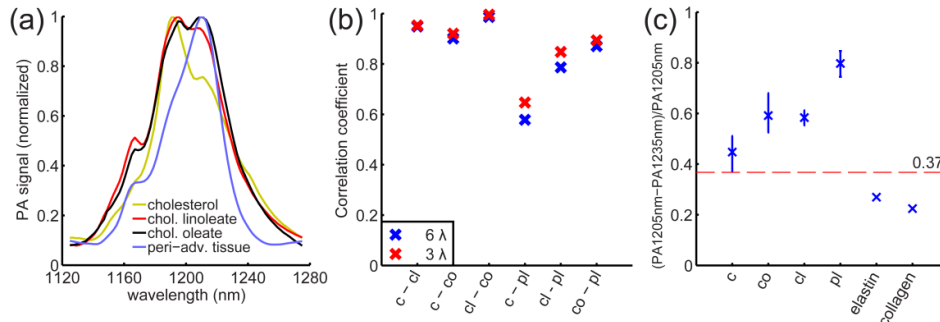 (a)
PA signal (normalized)
1
0.8
0.6
0.4
0.2
0
1120 1160 1200 1240 1280
wavelength (nm)
cholesterol
chol. linoleate
chol. oleate
peri-adv. tissue
(b)
Correlation coefficient
1
0.8
0.6
0.4
0.2
0
6 λ
3 λ
c - cl
c - co
cl - co
c - pl
cl - pl
co - pl
(c)
(PA1205nm-PA1235nm)/PA1205nm
1
0.8
0.6
0.4
0.2
0
0.37
c
co
cl
pl
elastin
collagen